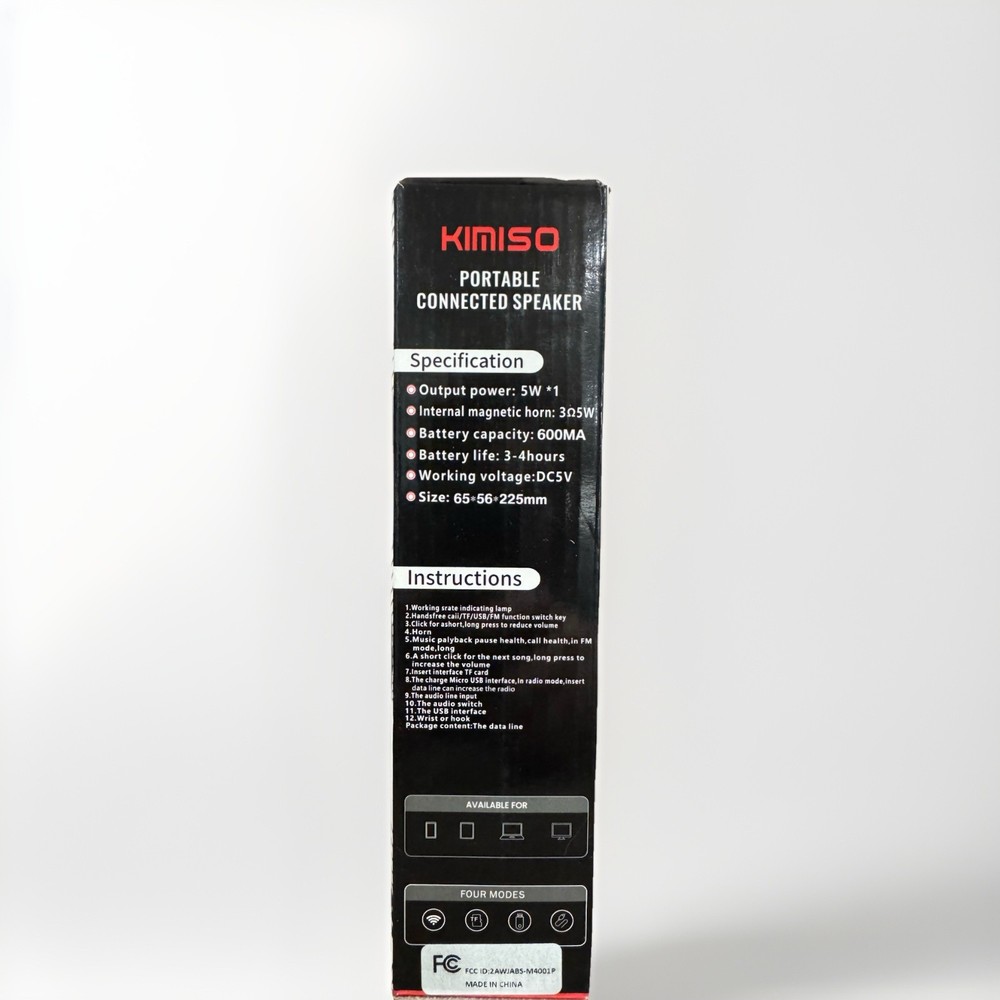 KIMISO
PORTABLE
CONNECTED SPEAKER
Specification
Output power: 5W *1
Internal magnetic horn: 3Ω5W
Battery capacity: 600MA
Battery life: 3-4hours
Working voltage:DC5V
Size: 65*56*225mm
Instructions
1.Working srate indicating lamp
2.Handsfree caii/TF/USB/FM function switch key
3.Click for ashort,long press to reduce volume
4.Horn
5.Music palyback pause health,call health,in FM
mode,long
6.A short click for the next song,long press to
increase the volume
7.Insert interface TF card
8.The charge Micro USB interface,In radio mode,insert
data line can increase the radio
9.The audio line input
10.The audio switch
11.The USB interface
12.Wrist or hook
Package content:The data line
AVAILABLE FOR
FOUR MODES
TF
FC FCC ID:2AWJABS-M4001P
MADE IN CHINA